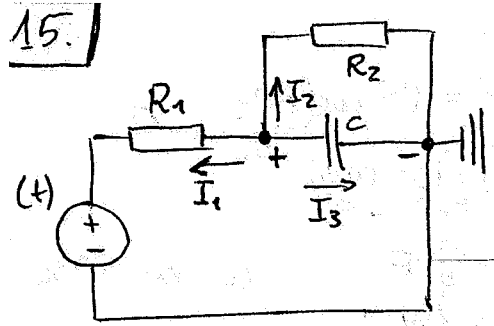 15.
R₂
I₂
R₁
C
+
-
I₁
I₃
(t)
+
-